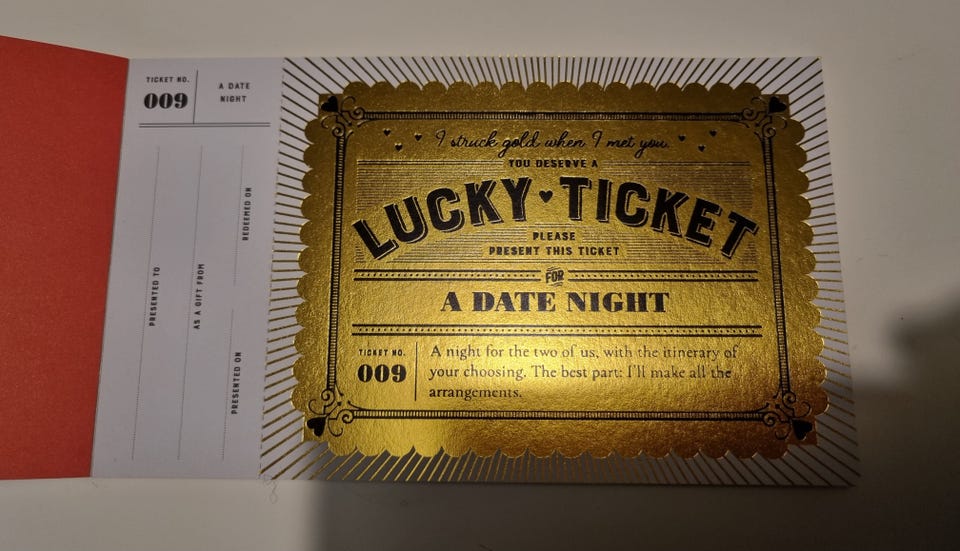 TICKET NO.
009
A DATE
NIGHT
PRESENTED TO
AS A GIFT FROM
REDEEMED ON
PRESENTED ON
I struck gold when I met you.
YOU DESERVE A
LUCKY TICKET
PLEASE
PRESENT THIS TICKET
FOR
A DATE NIGHT
TICKET NO.
009
A night for the two of us, with the itinerary of
your choosing. The best part: I'll make all the
arrangements.